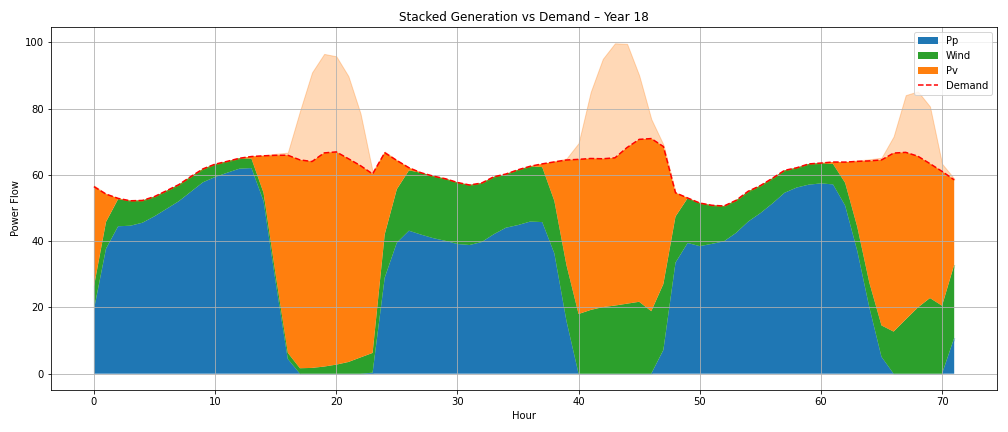 Stacked Generation vs Demand – Year 18
Pp
Wind
Pv
Demand
Power Flow
100
80
60
40
20
0
0 10 20 30 40 50 60 70
Hour